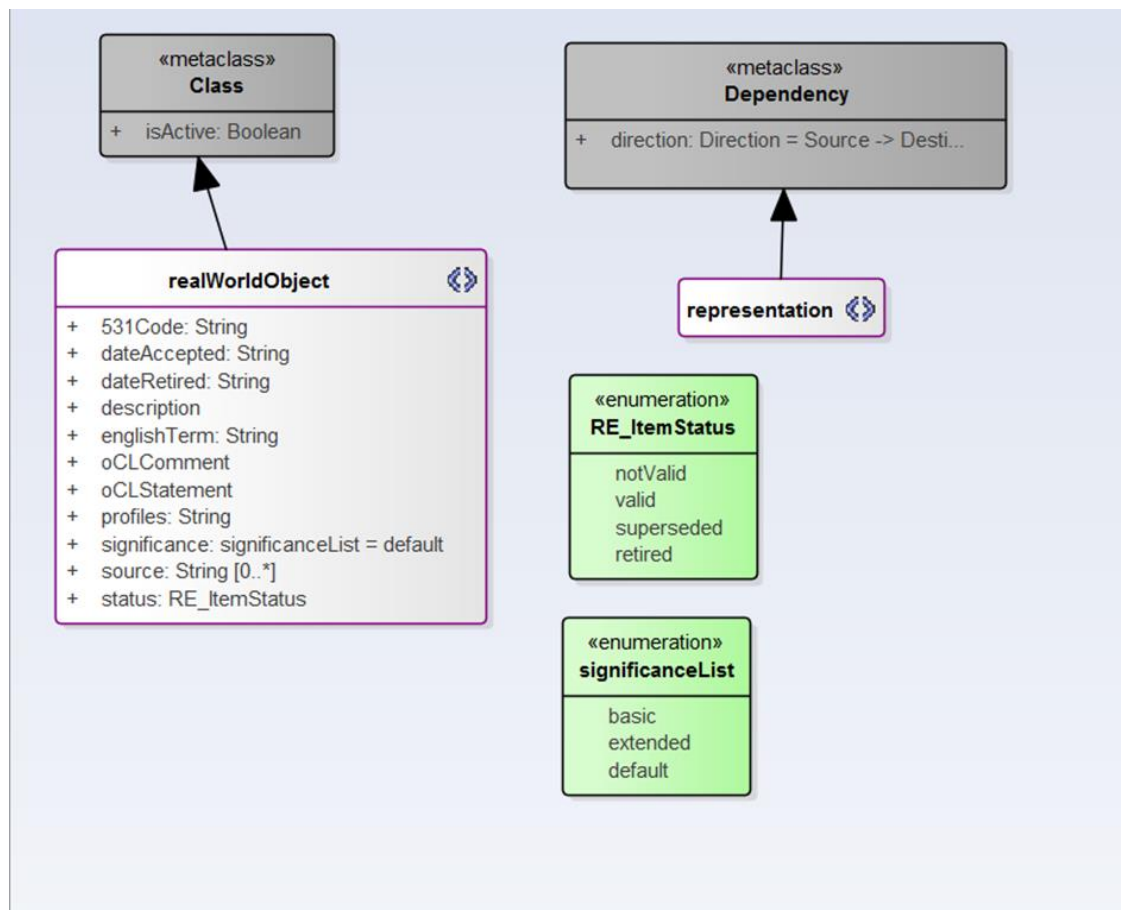 «metaclass»
Class
+ isActive: Boolean
«metaclass»
Dependency
+ direction: Direction = Source -> Desti...
realWorldObject
+ 531Code: String
+ dateAccepted: String
+ dateRetired: String
+ description
+ englishTerm: String
+ oCLComment
+ oCLStatement
+ profiles: String
+ significance: significanceList = default
+ source: String [0..*]
+ status: RE_ItemStatus
representation
«enumeration»
RE_ItemStatus
notValid
valid
superseded
retired
«enumeration»
significanceList
basic
extended
default